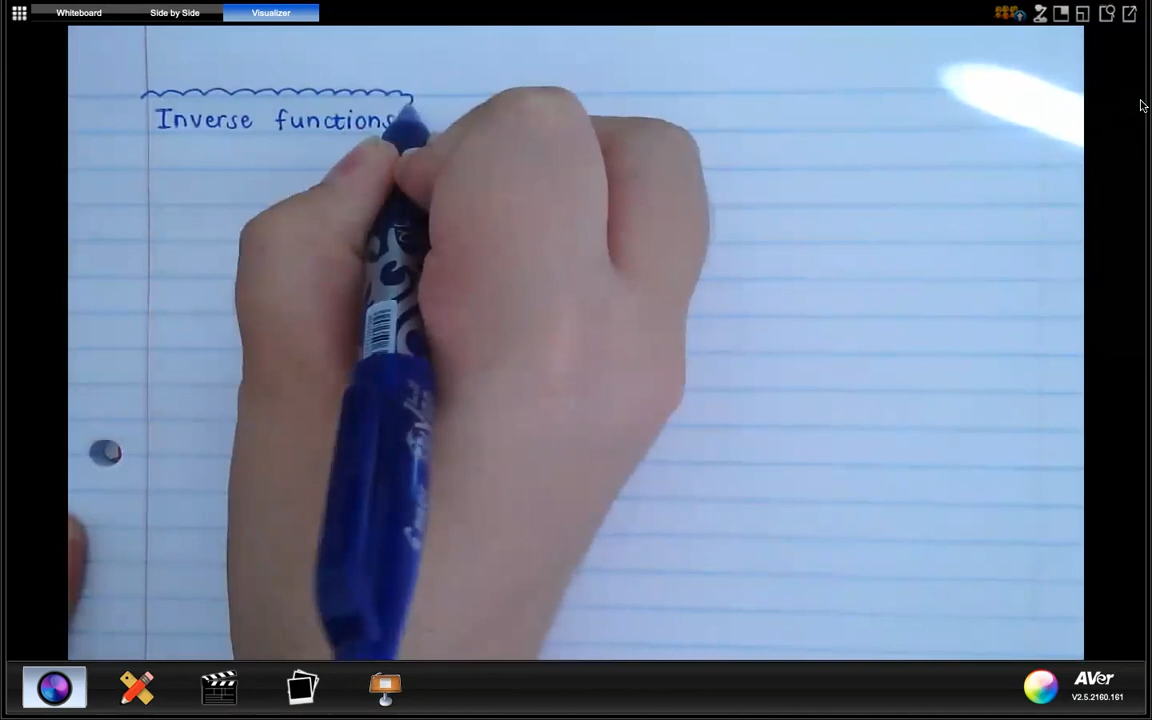 Whiteboard
Side by Side
Visualizer
Inverse functions
AVer
V2.5.2160.161